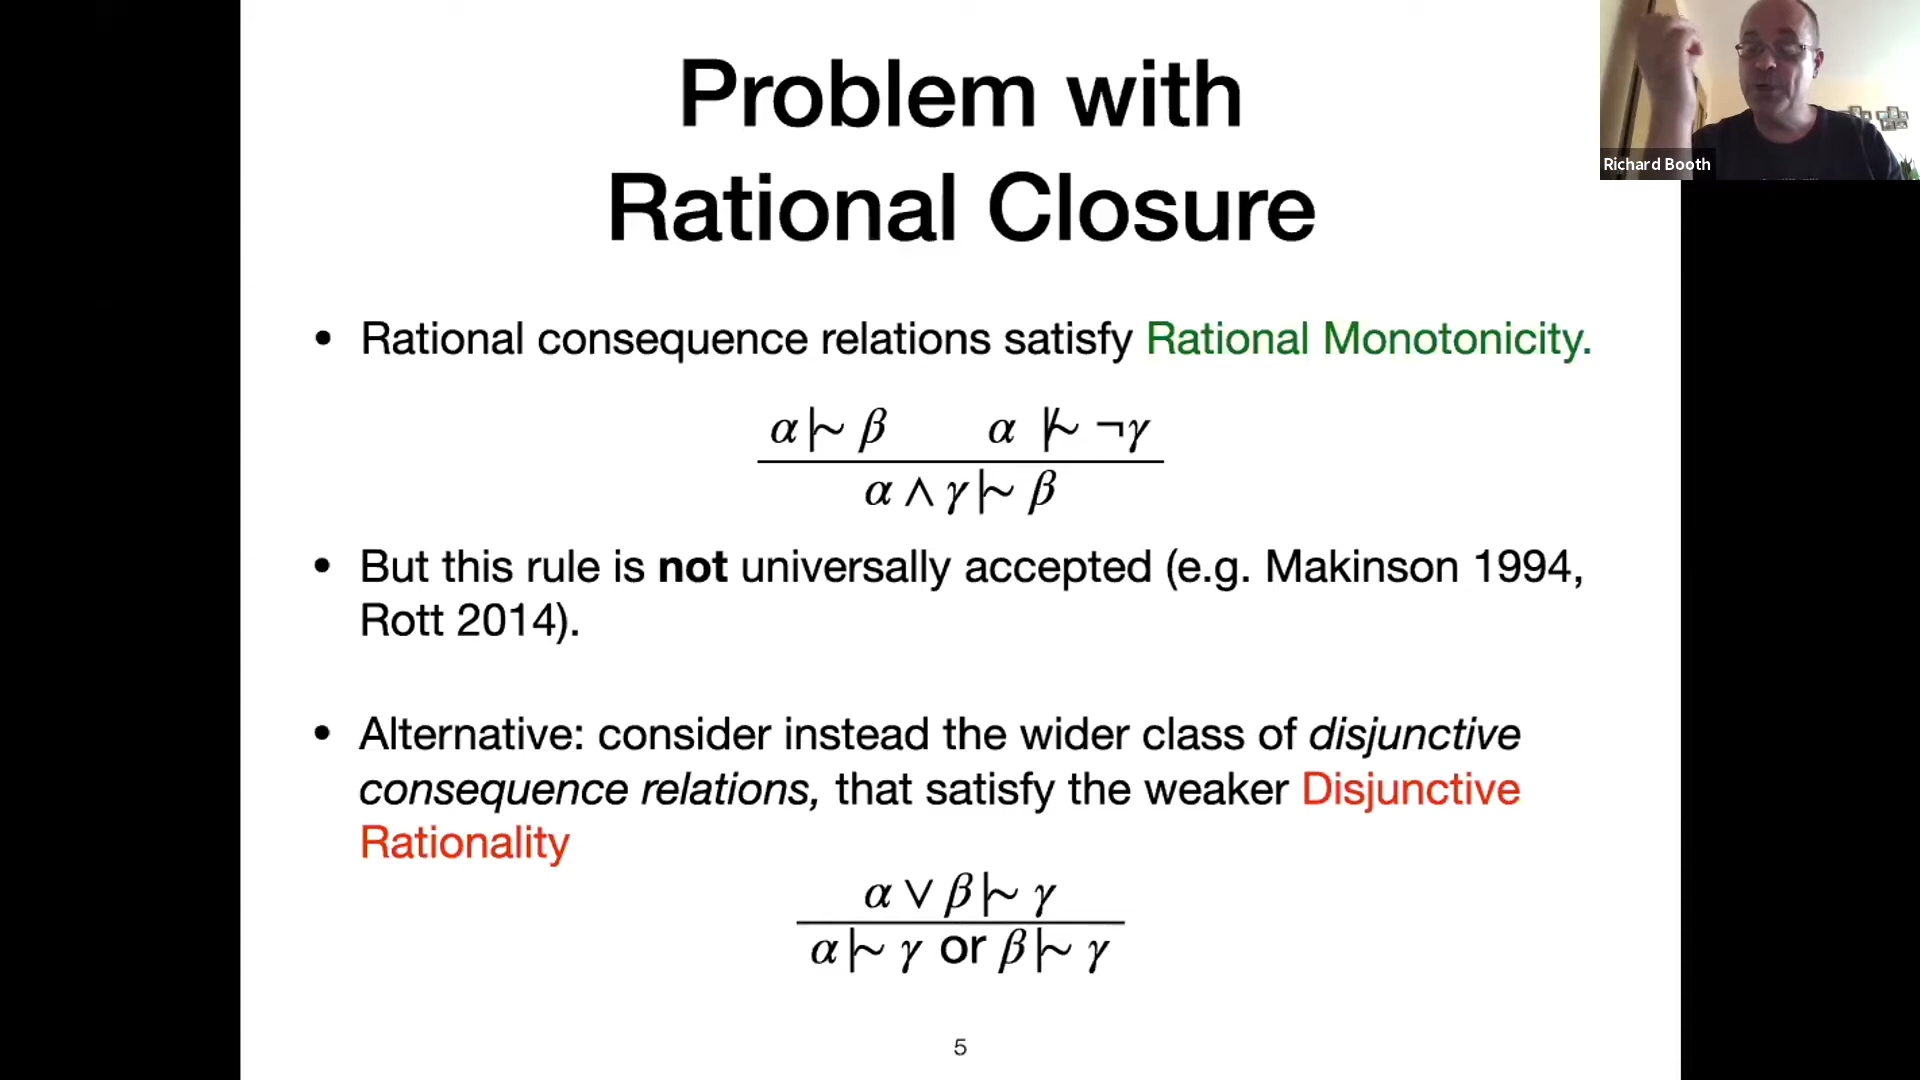 Problem with
Rational Closure
Richard Booth
• Rational consequence relations satisfy Rational Monotonicity.
α |~ β α |≁ ¬γ
α ∧ γ |~ β
• But this rule is not universally accepted (e.g. Makinson 1994,
Rott 2014).
• Alternative: consider instead the wider class of disjunctive
consequence relations, that satisfy the weaker Disjunctive
Rationality
α ∨ β |~ γ
α |~ γ or β |~ γ
5